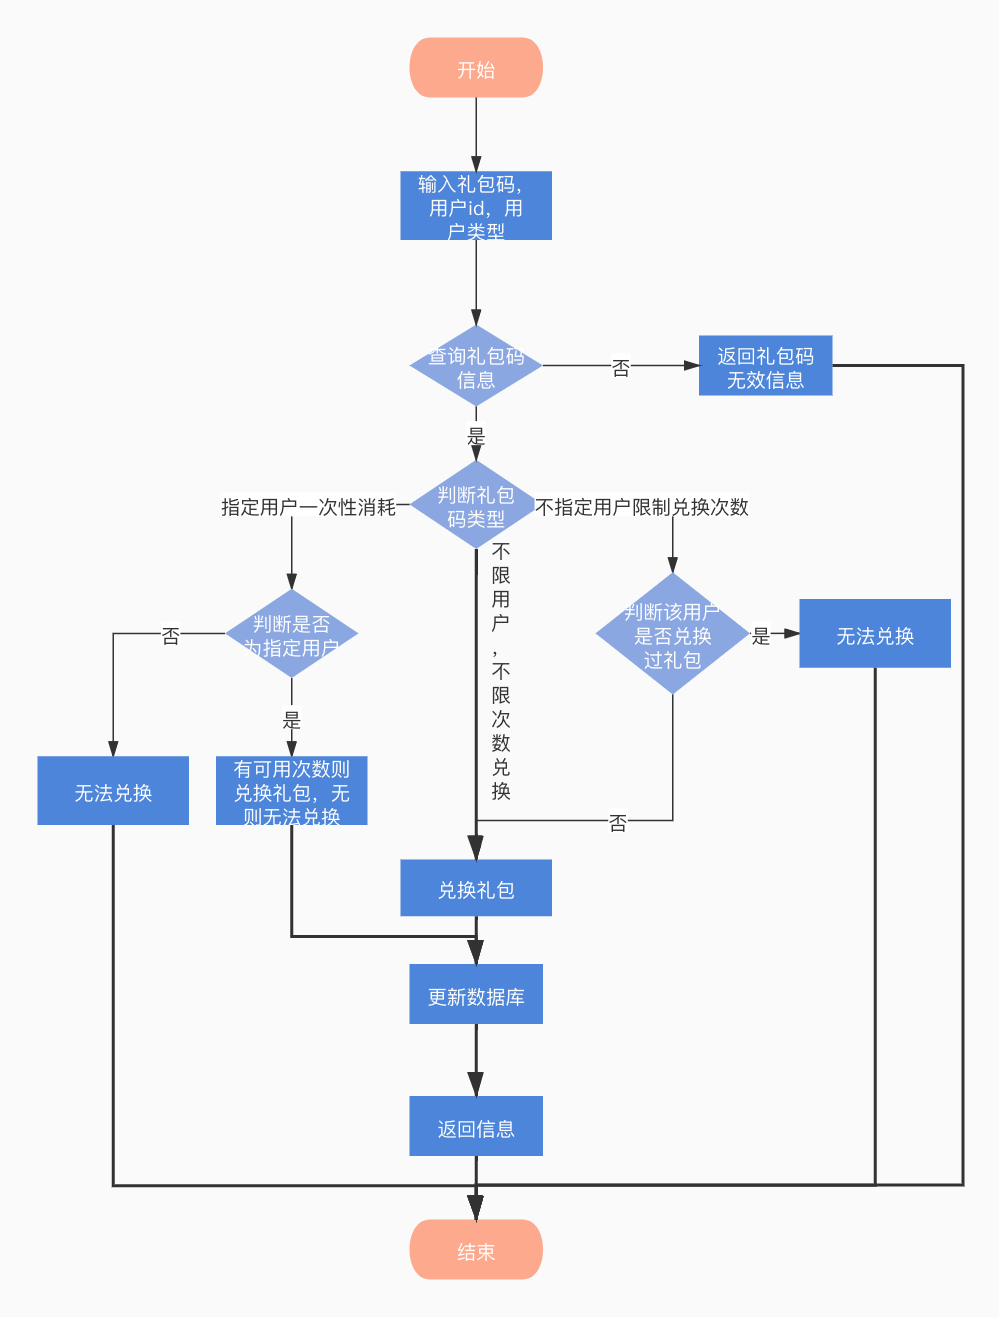 开始
输入礼包码，
用户id，用
户类型
查询礼包码
信息
否
返回礼包码
无效信息
是
判断礼包
码类型
指定用户一次性消耗
不指定用户限制兑换次数
不限用户，不限次数兑换
判断是否
为指定用户
否
是
判断该用户
是否兑换
过礼包
是
无法兑换
无法兑换
有可用次数则
兑换礼包，无
则无法兑换
否
兑换礼包
更新数据库
返回信息
结束